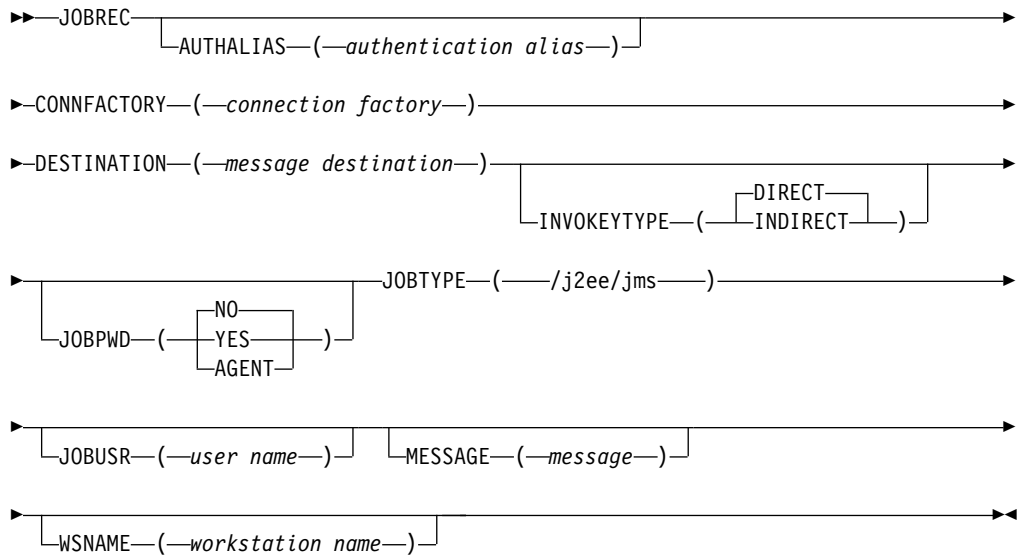 JOBREC
AUTHALIAS ( authentication alias )
CONNFACTORY ( connection factory )
DESTINATION ( message destination )
DIRECT
INVOKEYTYPE ( INDIRECT )
JOBTYPE ( /j2ee/jms )
NO
JOBPWD ( YES )
AGENT
JOBUSR ( user name ) MESSAGE ( message )
WSNAME ( workstation name )